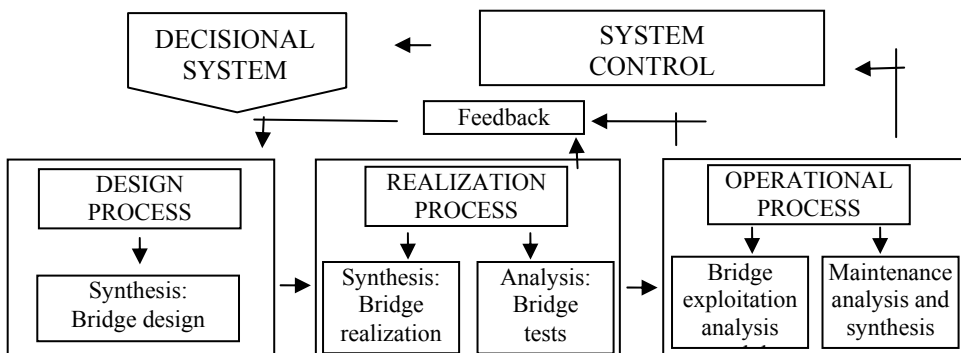 DECISIONAL
SYSTEM
SYSTEM
CONTROL
Feedback
DESIGN
PROCESS
Synthesis:
Bridge design
REALIZATION
PROCESS
Synthesis:
Bridge
realization
Analysis:
Bridge
tests
OPERATIONAL
PROCESS
Bridge
exploitation
analysis
Maintenance
analysis and
synthesis